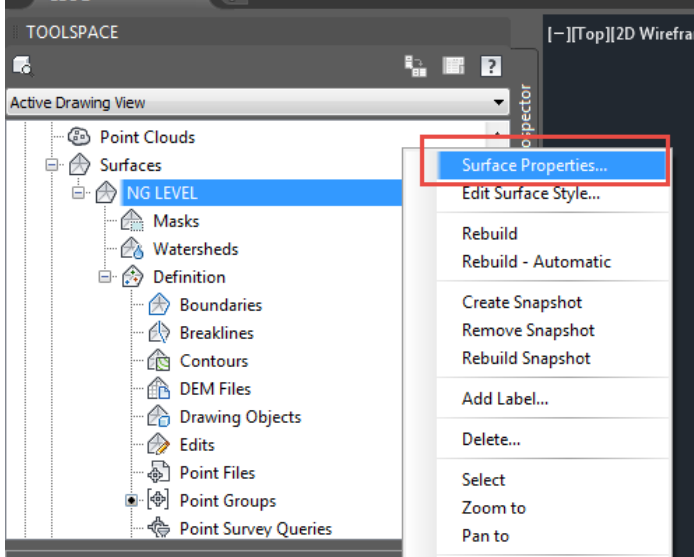 TOOLSPACE
[−][Top][2D Wirefra
?
Active Drawing View
Point Clouds
Surfaces
NG LEVEL
Masks
Watersheds
Definition
Boundaries
Breaklines
Contours
DEM Files
Drawing Objects
Edits
Point Files
Point Groups
Point Survey Queries
Surface Properties...
Edit Surface Style...
Rebuild
Rebuild - Automatic
Create Snapshot
Remove Snapshot
Rebuild Snapshot
Add Label...
Delete...
Select
Zoom to
Pan to
ospector